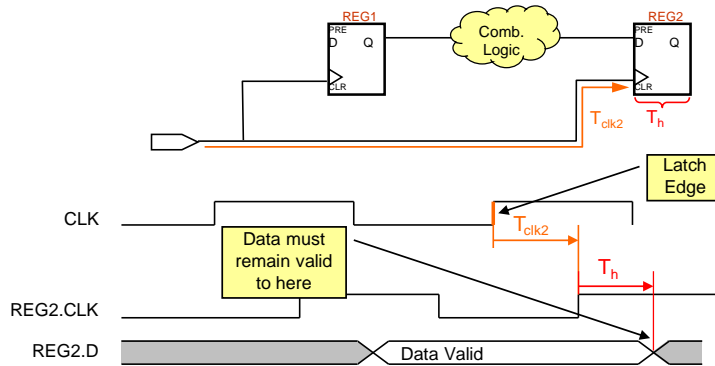 REG1
PRE
D Q
CLR
Comb.
Logic
REG2
PRE
D Q
CLR
Tclk2
Th
Latch
Edge
CLK
Tclk2
Data must
remain valid
to here
Th
REG2.CLK
REG2.D
Data Valid